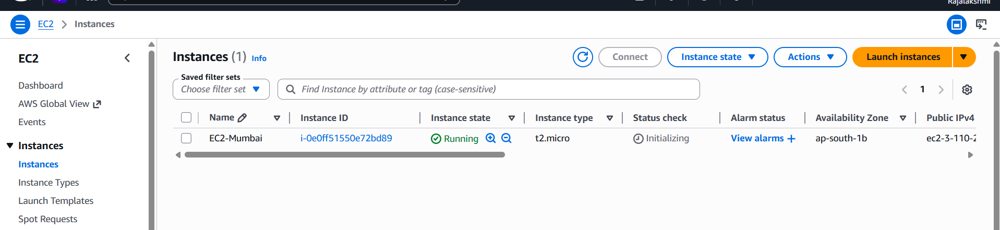 Rajalakshmi
EC2 > Instances
EC2
Dashboard
AWS Global View
Events
Instances
Instances
Instance Types
Launch Templates
Spot Requests
Instances (1) Info
Connect
Instance state
Actions
Launch instances
Saved filter sets
Choose filter set
Find Instance by attribute or tag (case-sensitive)
1
Name Instance ID Instance state Instance type Status check Alarm status Availability Zone Public IPv4
EC2-Mumbai i-0e0ff51550e72bd89 Running t2.micro Initializing View alarms + ap-south-1b ec2-3-110-2